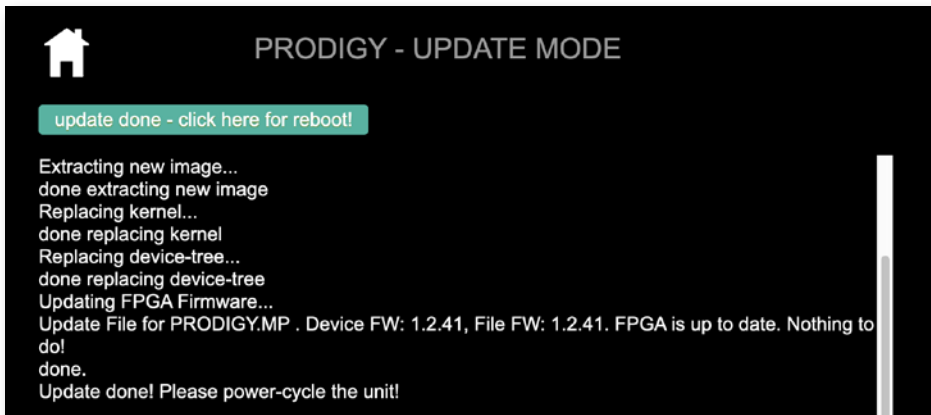 PRODIGY - UPDATE MODE
update done - click here for reboot!
Extracting new image...
done extracting new image
Replacing kernel...
done replacing kernel
Replacing device-tree...
done replacing device-tree
Updating FPGA Firmware...
Update File for PRODIGY.MP . Device FW: 1.2.41, File FW: 1.2.41. FPGA is up to date. Nothing to
do!
done.
Update done! Please power-cycle the unit!